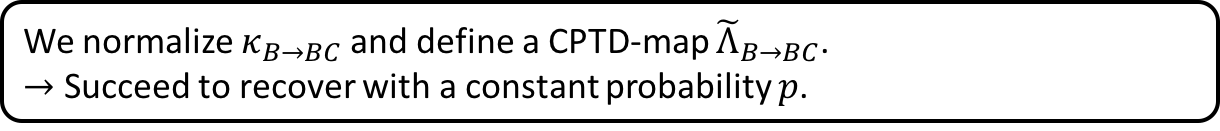 We normalize κ_{B→BC} and define a CPTD-map Λ̃_{B→BC}.
→ Succeed to recover with a constant probability p.